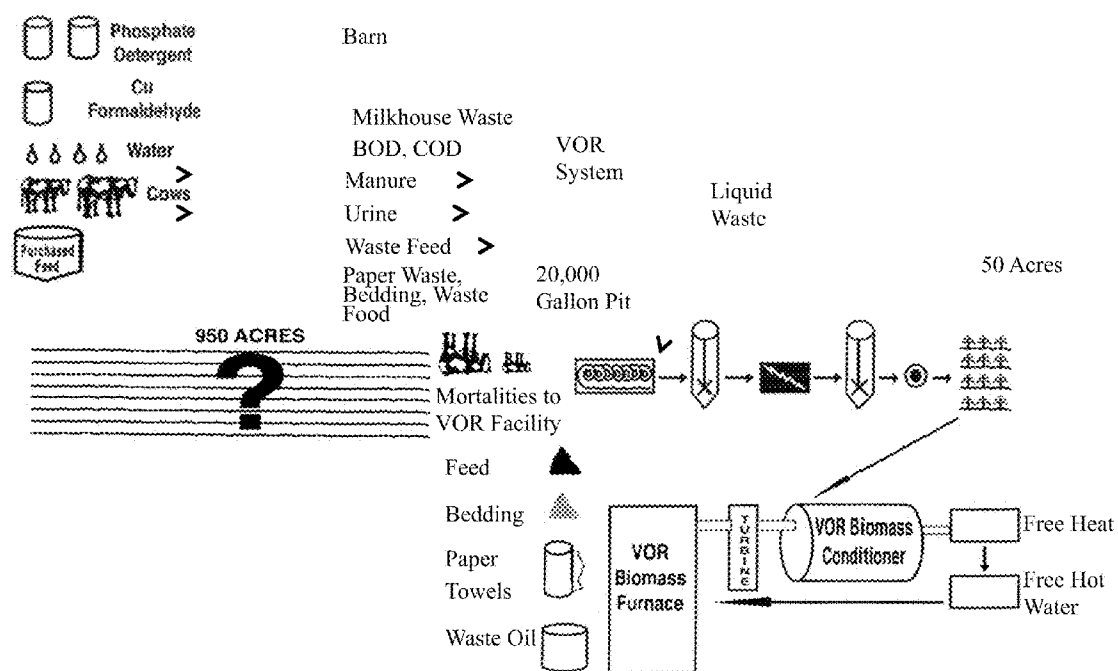 Phosphate
Detergent
Barn
Cu
Formaldehyde
Milkhouse Waste
Water
BOD, COD
VOR
System
Manure
Cows
Liquid
Waste
Urine
Waste Feed
Purchased
Feed
50 Acres
Paper Waste,
Bedding, Waste
Food
20,000
Gallon Pit
950 ACRES
?
Mortalities to
VOR Facility
Feed
Bedding
Paper
Towels
Waste Oil
VOR
Biomass
Furnace
TURBINE
VOR Biomass
Conditioner
Free Heat
Free Hot
Water